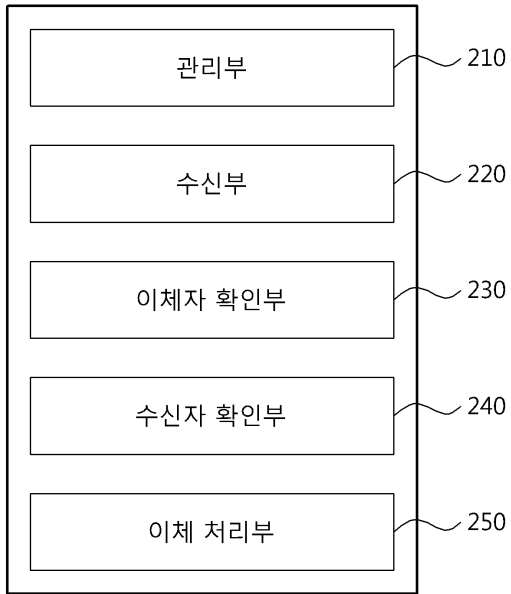 관리부 210
수신부 220
이체자 확인부 230
수신자 확인부 240
이체 처리부 250